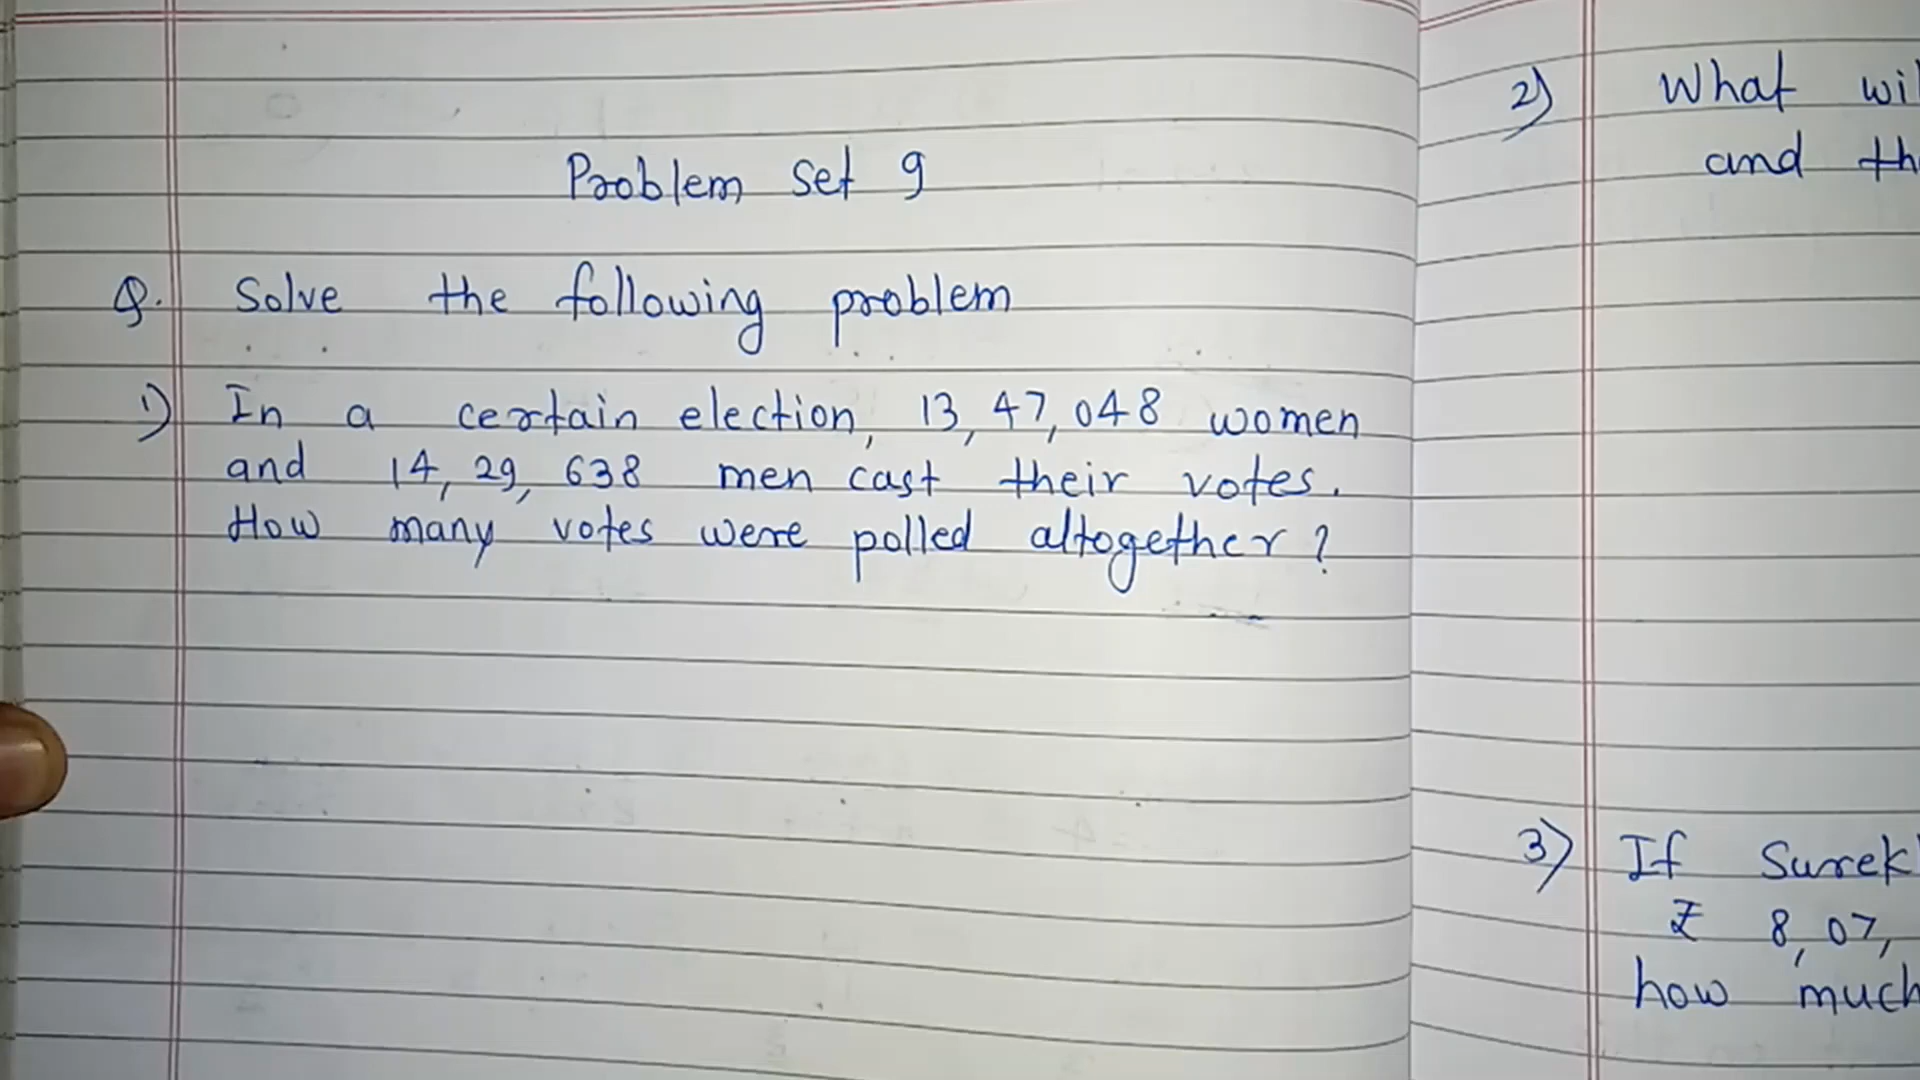 Problem set 9
Q. Solve the following problem
1) In a certain election, 13, 47, 048 women
and 14, 29, 638 men cast their votes.
How many votes were polled altogether ?
2) What
and
3) If
₹ 8, 07,
how much